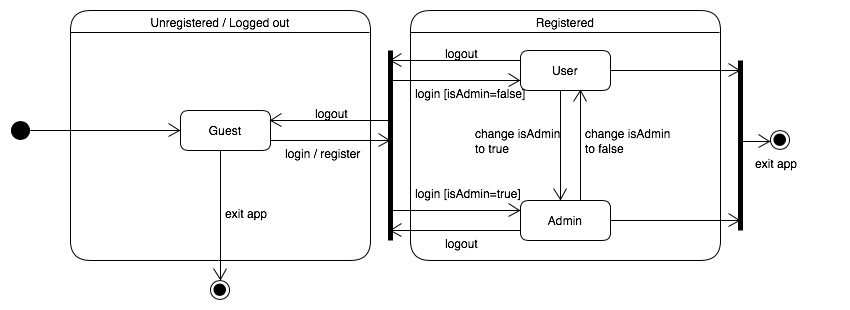 Unregistered / Logged out
Registered
logout
User
login [isAdmin=false]
logout
Guest
login / register
change isAdmin
to true
change isAdmin
to false
exit app
login [isAdmin=true]
exit app
Admin
logout